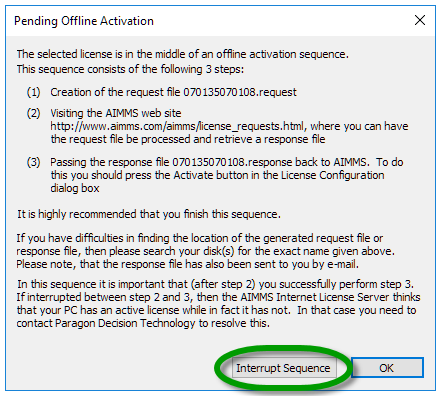 Pending Offline Activation
The selected license is in the middle of an offline activation sequence.
This sequence consists of the following 3 steps:
(1) Creation of the request file 070135070108.request
(2) Visiting the AIMMS web site
http://www.aimms.com/aimms/license_requests.html, where you can have
the request file be processed and retrieve a response file
(3) Passing the response file 070135070108.response back to AIMMS. To do
this you should press the Activate button in the License Configuration
dialog box
It is highly recommended that you finish this sequence.
If you have difficulties in finding the location of the generated request file or
response file, then please search your disk(s) for the exact name given above.
Please note, that the response file has also been sent to you by e-mail.
In this sequence it is important that (after step 2) you successfully perform step 3.
If interrupted between step 2 and 3, then the AIMMS Internet License Server thinks
that your PC has an active license while in fact it has not. In that case you need to
contact Paragon Decision Technology to resolve this.
Interrupt Sequence OK